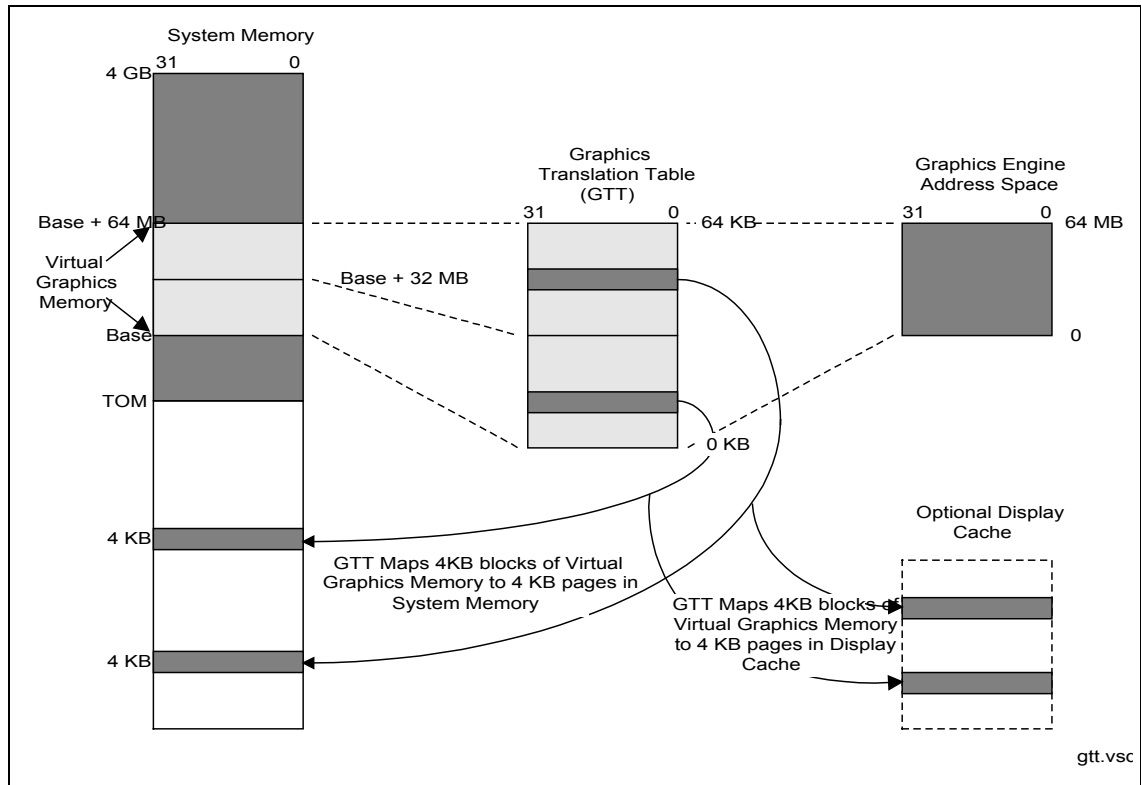 System Memory
31 0
4 GB
Graphics
Translation Table
(GTT)
Graphics Engine
Address Space
31 0
31 0
Base + 64 MB
64 KB
64 MB
Virtual
Graphics
Memory
Base + 32 MB
Base
0
TOM
0 KB
Optional Display
Cache
4 KB
GTT Maps 4KB blocks of Virtual
Graphics Memory to 4 KB pages in
System Memory
GTT Maps 4KB blocks of
Virtual Graphics Memory
to 4 KB pages in Display
Cache
4 KB
gtt.vsd